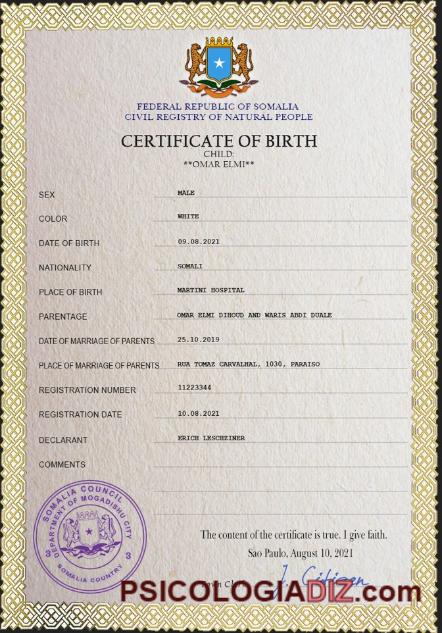 FEDERAL REPUBLIC OF SOMALIA
CIVIL REGISTRY OF NATURAL PEOPLE
CERTIFICATE OF BIRTH
CHILD:
**OMAR ELMI**
SEX MALE
COLOR WHITE
DATE OF BIRTH 09.08.2021
NATIONALITY SOMALI
PLACE OF BIRTH MARTINI HOSPITAL
PARENTAGE OMAR ELMI DIHOUD AND WARIS ABDI DUALE
DATE OF MARRIAGE OF PARENTS 25.10.2019
PLACE OF MARRIAGE OF PARENTS RUA TOMAZ CARVALHAL, 1030, PARAISO
REGISTRATION NUMBER 11223344
REGISTRATION DATE 10.08.2021
DECLARANT ERICH LESCHZINER
COMMENTS
SOMALIA COUNCIL
DEPARTMENT OF MOGADISHU CITY
3 3
SOMALIA COUNTRY
The content of the certificate is true. I give faith.
Sao Paulo, August 10, 2021
J. Citizen
PSICOLOGIADIZ.com